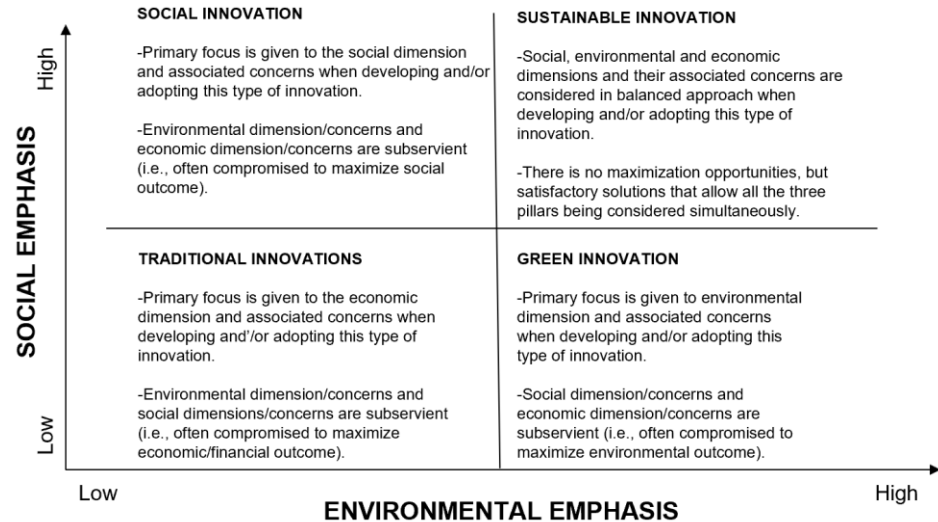 SOCIAL INNOVATION
-Primary focus is given to the social dimension
and associated concerns when developing and/or
adopting this type of innovation.
-Environmental dimension/concerns and
economic dimension/concerns are subservient
(i.e., often compromised to maximize social
outcome).
SUSTAINABLE INNOVATION
-Social, environmental and economic
dimensions and their associated concerns are
considered in balanced approach when
developing and/or adopting this type of
innovation.
-There is no maximization opportunities, but
satisfactory solutions that allow all the three
pillars being considered simultaneously.
TRADITIONAL INNOVATIONS
-Primary focus is given to the economic
dimension and associated concerns when
developing and'/or adopting this type of
innovation.
-Environmental dimension/concerns and
social dimensions/concerns are subservient
(i.e., often compromised to maximize
economic/financial outcome).
GREEN INNOVATION
-Primary focus is given to environmental
dimension and associated concerns
when developing and/or adopting this
type of innovation.
-Social dimension/concerns and
economic dimension/concerns are
subservient (i.e., often compromised to
maximize environmental outcome).
High
SOCIAL EMPHASIS
Low
Low
High
ENVIRONMENTAL EMPHASIS